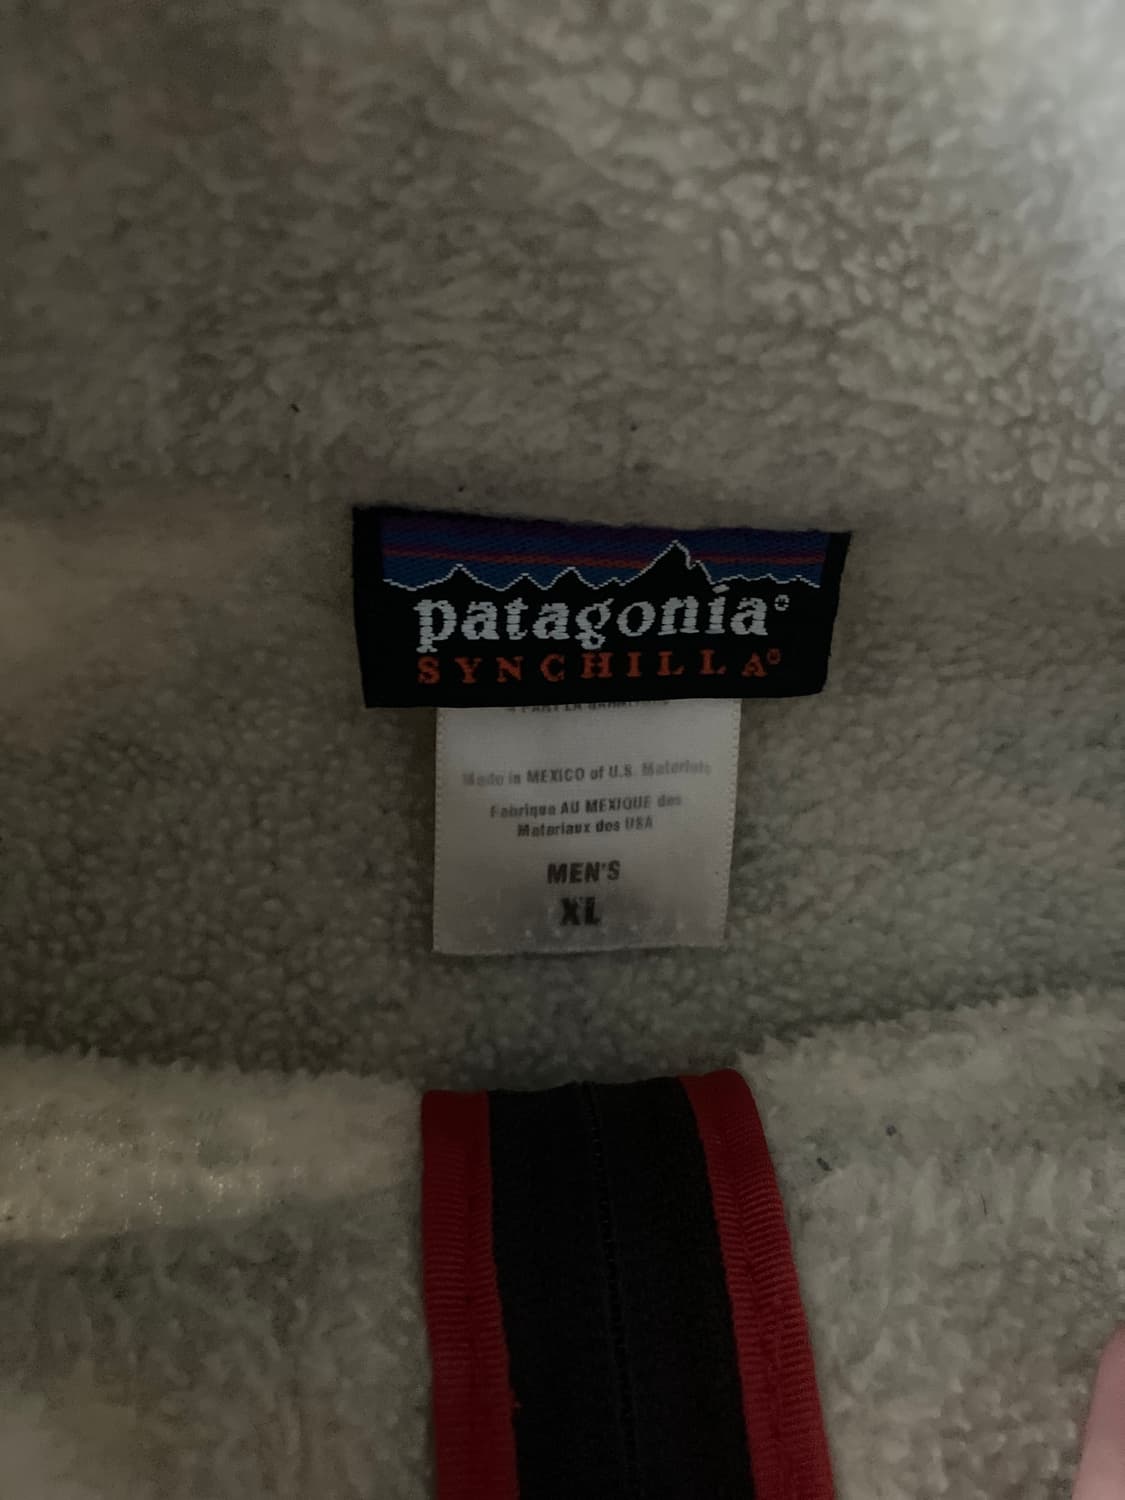 patagonia®
SYNCHILLA®
Made in MEXICO of U.S. Materials
Fabrique AU MEXIQUE des
Materiaux des USA
MEN'S
XL